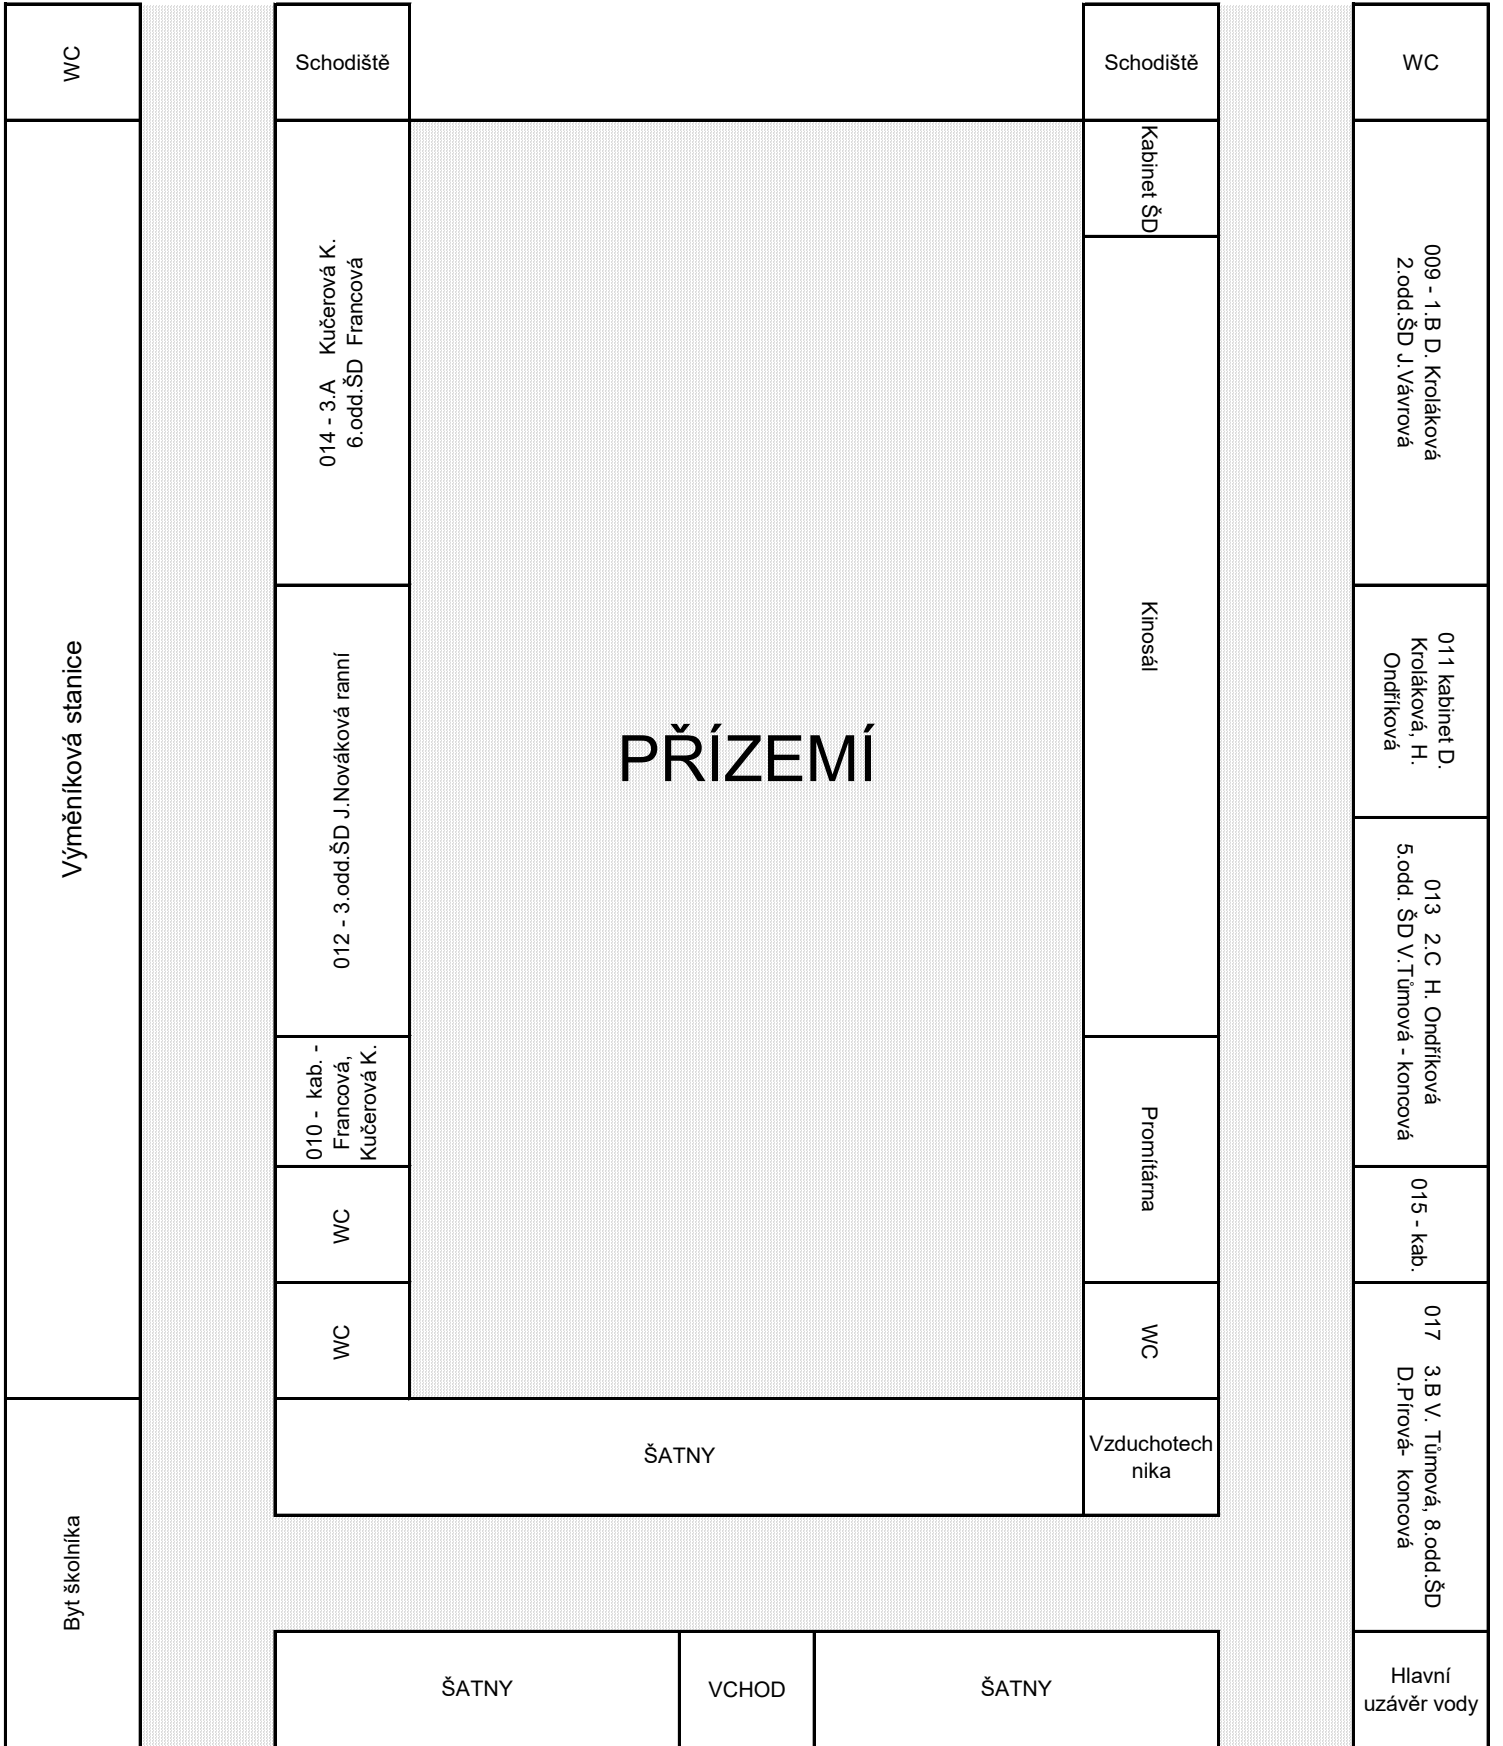 WC
Schodiště
Schodiště
WC
Kabinet ŠD
014 - 3.A   Kučerová K.
6.odd.ŠD  Francová
009 - 1.B D. Kroláková
2.odd.ŠD J.Vávrová
Výměníková stanice
012 - 3.odd.ŠD J.Nováková ranní
PŘÍZEMÍ
Kinosál
011 kabinet D.
Kroláková, H.
Ondříková
013   2.C  H. Ondříková
5.odd. ŠD V.Tůmová - koncová
010 -  kab. -
Francová,
Kučerová K.
Promítárna
WC
015 - kab.
WC
WC
017   3.B V. Tůmová, 8.odd.ŠD
D.Pírová-  koncová
ŠATNY
Vzduchotech
nika
Byt školníka
ŠATNY
VCHOD
ŠATNY
Hlavní
uzávěr vody